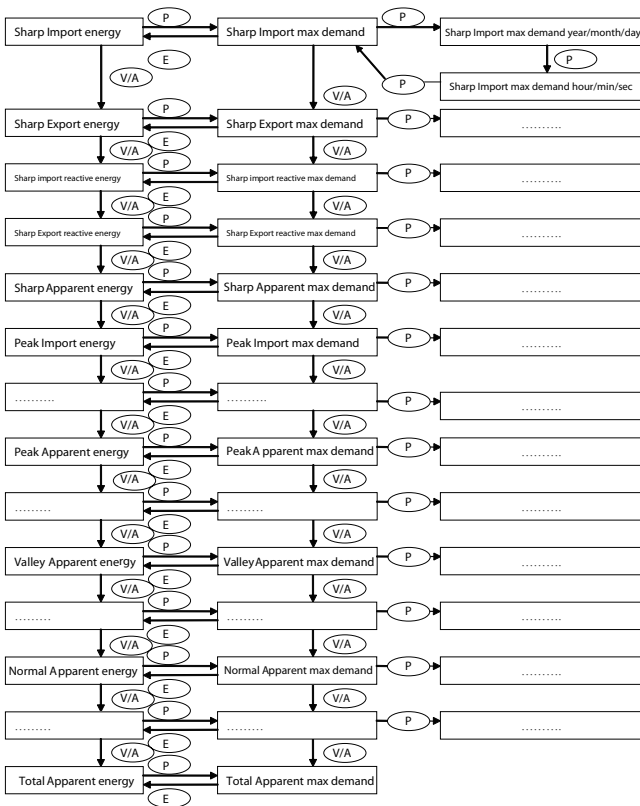 P P
Sharp Import energy Sharp Import max demand Sharp Import max demand year/month/day
E P
V/A V/A P Sharp Import max demand hour/min/sec
P
Sharp Export energy Sharp Export max demand P ..........
V/A E V/A
P
Sharp import reactive energy Sharp import reactive max demand P ..........
V/A E V/A
P
Sharp Export reactive energy Sharp Export reactive max demand P ..........
V/A E V/A
P
Sharp Apparent energy Sharp Apparent max demand P ..........
V/A E V/A
P
Peak Import energy Peak Import max demand P ..........
V/A E V/A
P
......... ......... P ..........
V/A E V/A
P
Peak Apparent energy PeakA pparent max demand P ..........
V/A E V/A
P
......... ......... P ..........
V/A E V/A
P
Valley Apparent energy Valley Apparent max demand P ..........
V/A E V/A
P
......... ......... P ..........
V/A E V/A
P
Normal Apparent energy Normal Apparent max demand P ..........
V/A E V/A
P
......... ......... P ..........
V/A E V/A
P
Total Apparent energy Total Apparent max demand
E